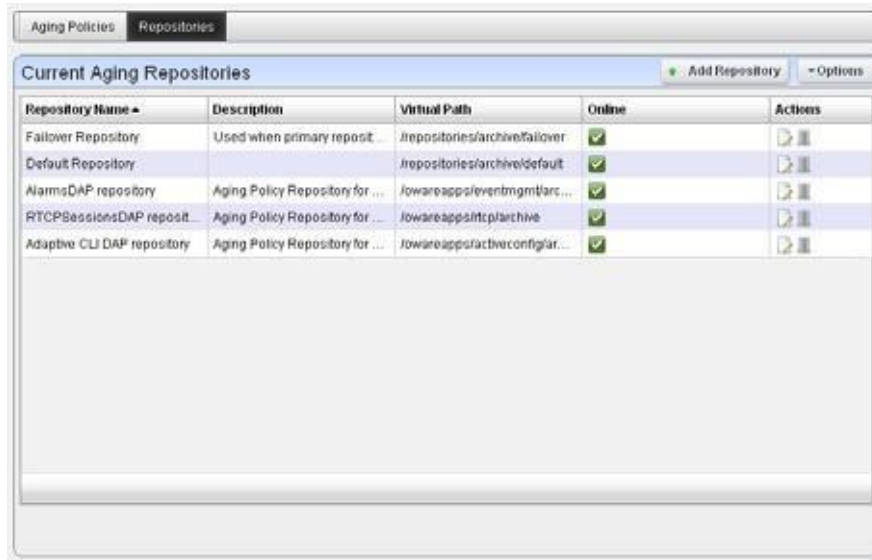 Aging Policies Repositories
Current Aging Repositories Add Repository Options
Repository Name Description Virtual Path Online Actions
Failover Repository Used when primary reposit... /repositories/archive/failover
Default Repository /repositories/archive/default
AlarmsDAP repository Aging Policy Repository for ... /owareapps/eventmgmt/arc...
RTCPSessionsDAP reposit... Aging Policy Repository for ... /owareapps/rtcp/archive
Adaptive CLI DAP repository Aging Policy Repository for ... /owareapps/activeconfig/ar...